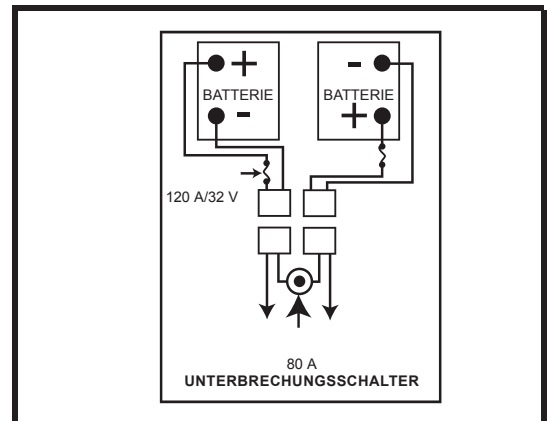 + -
BATTERIE BATTERIE
- +
120 A/32 V
80 A
UNTERBRECHUNGSSCHALTER